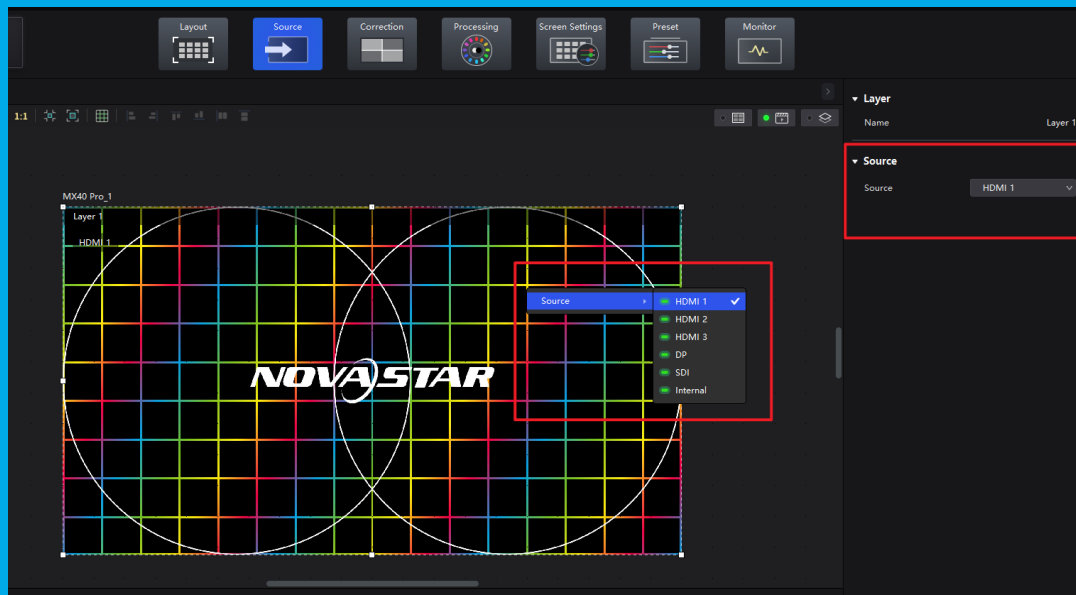 Layout
Source
Correction
Processing
Screen Settings
Preset
Monitor
1:1
Layer
Name
Layer 1
Source
Source
HDMI 1
MX40 Pro_1
Layer 1
HDMI 1
Source
HDMI 1
HDMI 2
HDMI 3
DP
SDI
Internal
NOVASTAR